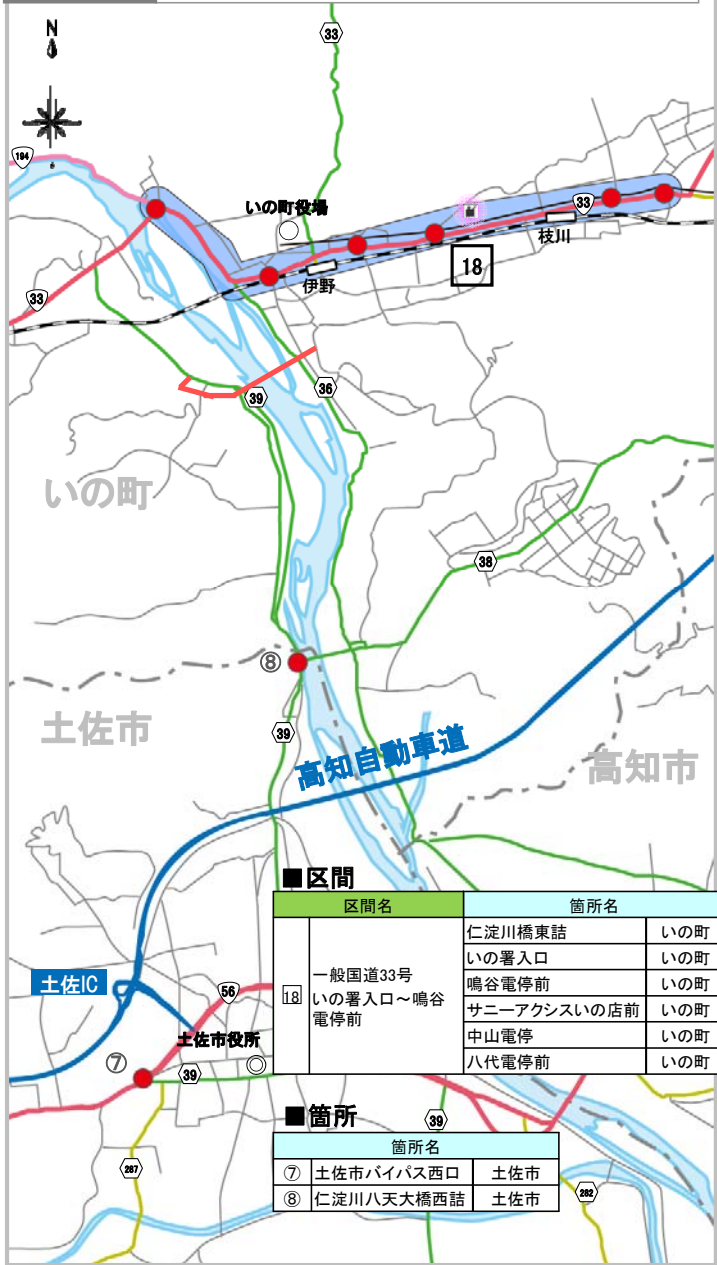 N
33
194
いの町役場
33
枝川
18
伊野
33
36
39
いの町
38
⑧
土佐市
39
高知自動車道
高知市
■区間
区間名 箇所名
18 一般国道33号
いの署入口～鳴谷
電停前
仁淀川橋東詰 いの町
いの署入口 いの町
鳴谷電停前 いの町
サニーアクシスいの店前 いの町
中山電停 いの町
八代電停前 いの町
土佐IC
56
土佐市役所
⑦
39
■箇所
39
箇所名
⑦ 土佐市バイパス西口 土佐市
⑧ 仁淀川八天大橋西詰 土佐市
287
282